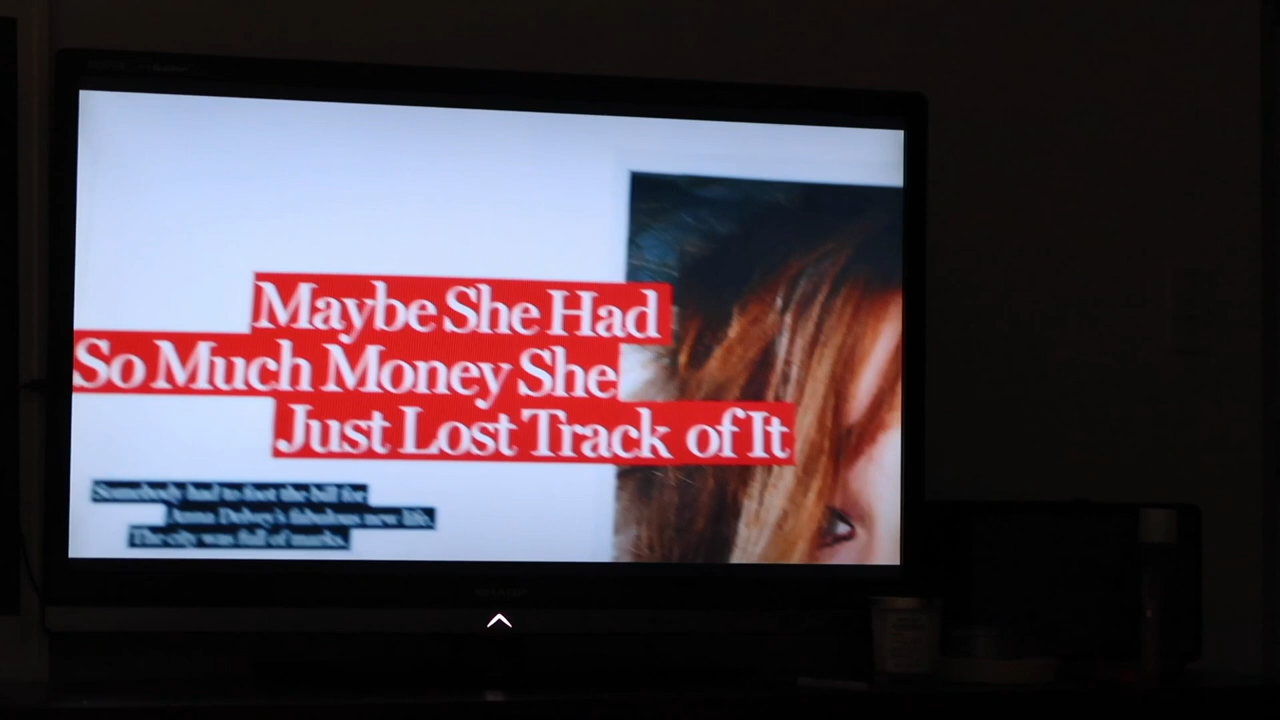 Maybe She Had
So Much Money She
Just Lost Track of It
Somebody had to foot the bill for
Anna Delvey's fabulous new life.
The city was full of marks.